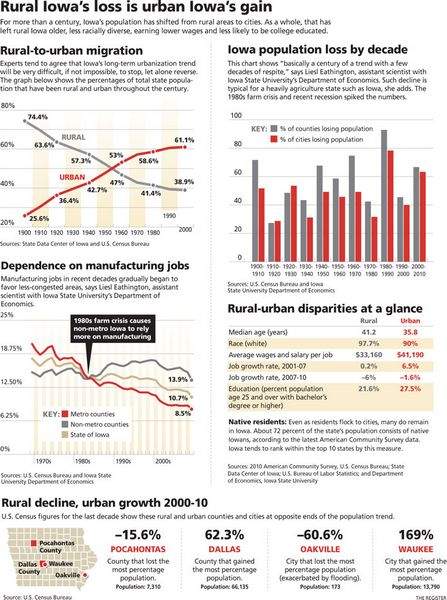 Rural Iowa's loss is urban Iowa's gain
For more than a century, Iowa's population has shifted from rural areas to cities. As a whole, that has
left rural Iowa older, less racially diverse, earning lower wages and less likely to be college educated.
Rural-to-urban migration
Experts tend to agree that Iowa's long-term urbanization trend
will be very difficult, if not impossible, to stop, let alone reverse.
The graph below shows the percentages of total state popula-
tion that have been rural and urban throughout the century.
80%
74.4%
RURAL
63.6%
57.3%
53%
58.6%
61.1%
60%
URBAN
40%
25.6%
36.4%
42.7%
47%
41.4%
38.9%
1990
20%
1900 1910 1920 1930 1940 1950 1960 1970 1980 2000
Sources: State Data Center of Iowa and U.S. Census Bureau
Iowa population loss by decade
This chart shows "basically a century of a trend with a few
decades of respite," says Liesl Eathington, assistant scientist with
Iowa State University's Department of Economics. Such decline is
typical for a heavily agriculture state such as Iowa, she adds. The
1980s farm crisis and recent recession spiked the numbers.
100
KEY: % of counties losing population
% of cities losing population
80
60
40
20
0
1900-1910 1910-20 1920-30 1930-40 1940-50 1950-60 1960-70 1970-80 1980-90 1990-2000 2000-2010
Sources: U.S. Census Bureau and Iowa
State University Department of Economics
Dependence on manufacturing jobs
Manufacturing jobs in recent decades gradually began to
favor less-congested areas, says Liesl Eathington, assistant
scientist with Iowa State University's Department of
Economics.
25%
1980s farm crisis causes
non-metro Iowa to rely
more on manufacturing
18.75%
12.50%
6.25%
0%
13.9%
10.7%
8.5%
KEY: Metro counties
Non-metro counties
State of Iowa
1970s 1980s 1990s 2000s
Sources: U.S. Census Bureau and Iowa State
University Department of Economics
Rural-urban disparities at a glance
Rural Urban
Median age (years) 41.2 35.8
Race (white) 97.7% 90%
Average wages and salary per job $33,160 $41,190
Job growth rate, 2001-07 0.2% 6.5%
Job growth rate, 2007-10 –6% –1.6%
Education (percent population 21.6% 27.5%
age 25 and over with bachelor's
degree or higher)
Native residents: Even as residents flock to cities, many do remain
in Iowa. About 72 percent of the state's population consists of native
Iowans, according to the latest American Community Survey data.
Iowa tends to rank within the top 10 states by this measure.
Sources: 2010 American Community Survey, U.S. Census Bureau; State
Data Center of Iowa; U.S. Bureau of Labor Statistics; and Department
of Economics, Iowa State University
Rural decline, urban growth 2000-10
U.S. Census figures for the last decade show these rural and urban counties and cities at opposite ends of the population trend.
Pocahontas
County
Dallas
County
Waukee
Oakville
–15.6%
POCAHONTAS
County that lost the
most percentage
population.
Population: 7,310
62.3%
DALLAS
County that gained
the most percentage
population.
Population: 66,135
–60.6%
OAKVILLE
City that lost the most
percentage population
(exacerbated by flooding).
Population: 173
169%
WAUKEE
City that gained the
most percentage
population.
Population: 13,790
Source: U.S. Census Bureau
THE REGISTER